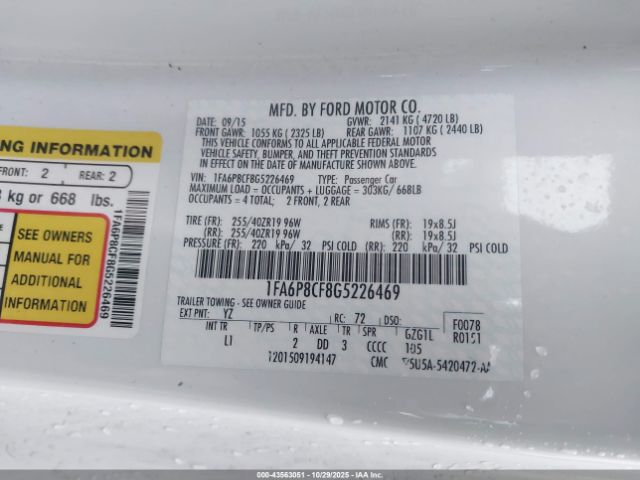 MFD. BY FORD MOTOR CO.
DATE: 09/15 GVWR: 2141 KG ( 4720 LB)
FRONT GAWR: 1055 KG ( 2325 LB) REAR GAWR: 1107 KG ( 2440 LB)
THIS VEHICLE CONFORMS TO ALL APPLICABLE FEDERAL MOTOR
VEHICLE SAFETY, BUMPER, AND THEFT PREVENTION STANDARDS
IN EFFECT ON THE DATE OF MANUFACTURE SHOWN ABOVE.
VIN: 1FA6P8CF8G5226469 TYPE: Passenger Car
MAXIMUM LOAD = OCCUPANTS + LUGGAGE = 303KG/ 668LB
OCCUPANTS = 4 TOTAL; 2 FRONT, 2 REAR
TIRE (FR): 255/40ZR19 96W RIMS (FR): 19x8.5J
(RR): 255/40ZR19 96W (RR): 19x8.5J
PRESSURE (FR): 220 kPa/ 32 PSI COLD (RR): 220 kPa/ 32 PSI COLD
1FA6P8CF8G5226469
TRAILER TOWING - SEE OWNER GUIDE
EXT PNT: YZ RC: 72 DSO: F0078
INT TR TP/PS R AXLE TR SPR GZG1L R0151
L1 2 DD 3 CCCC 105
1201509194147 CMC
NG INFORMATION
FRONT: 2 REAR: 2
kg or 668 lbs.
SEE OWNERS
MANUAL FOR
ADDITIONAL
INFORMATION
1FA6P8CF8G5226469
000-43563051 - 10/29/2025 - IAAI.COM